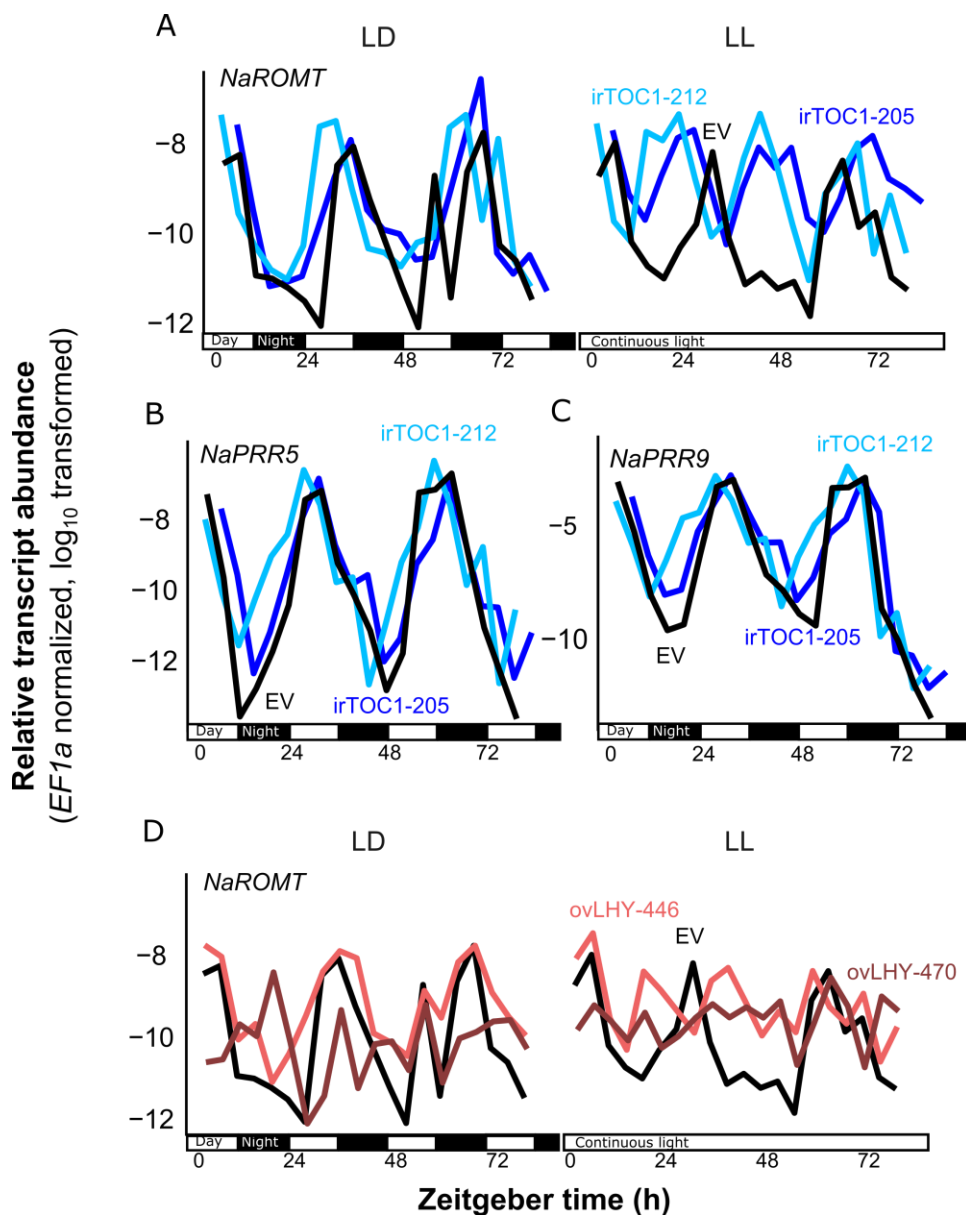 A
LD
LL
NaROMT
irTOC1-212
EV
irTOC1-205
−8
−10
−12
Day
Night
Continuous light
24
48
72
0
24
48
72
B
NaPRR5
irTOC1-212
−8
−10
−12
EV
irTOC1-205
Day
Night
0
24
48
72
C
NaPRR9
irTOC1-212
−5
−10
EV
irTOC1-205
Day
Night
0
24
48
72
Relative transcript abundance
(EF1a normalized, log10 transformed)
D
LD
LL
NaROMT
ovLHY-446
EV
ovLHY-470
−8
−10
−12
Day
Night
Continuous light
0
24
48
72
0
24
48
72
Zeitgeber time (h)